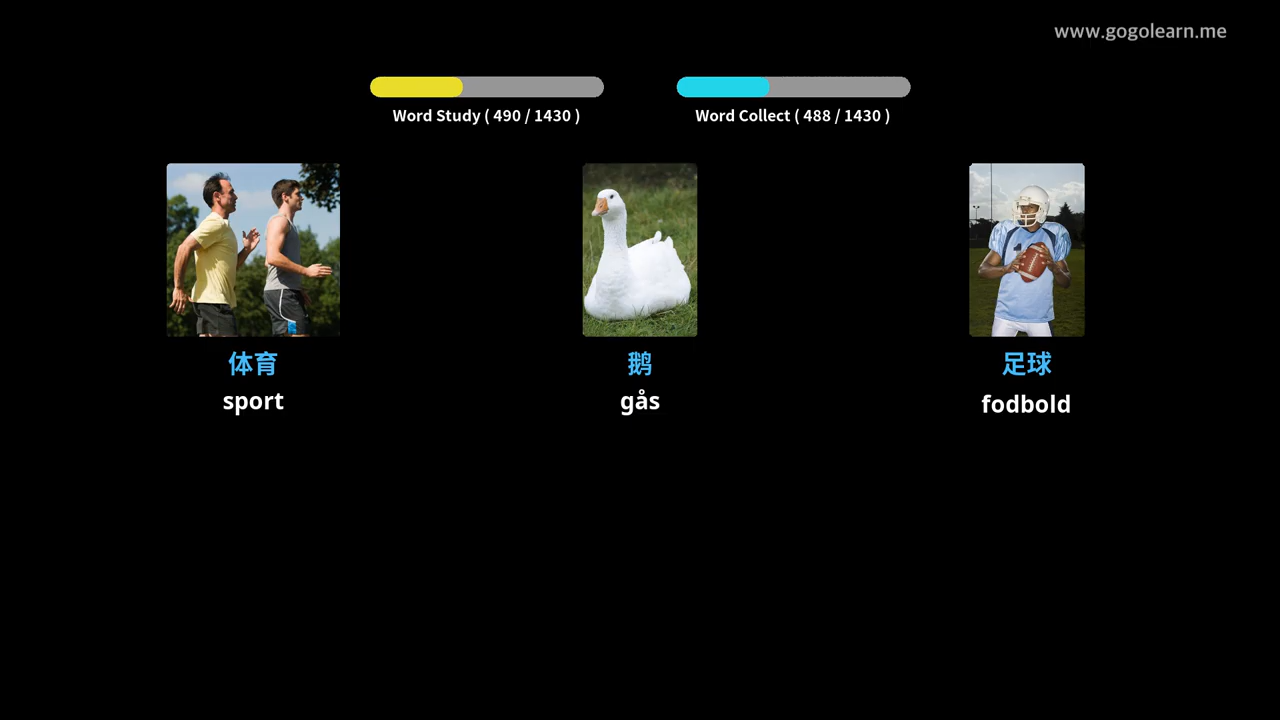 www.gogolearn.me
Word Study ( 490 / 1430 )
Word Collect ( 488 / 1430 )
体育
sport
鹅
gås
足球
fodbold